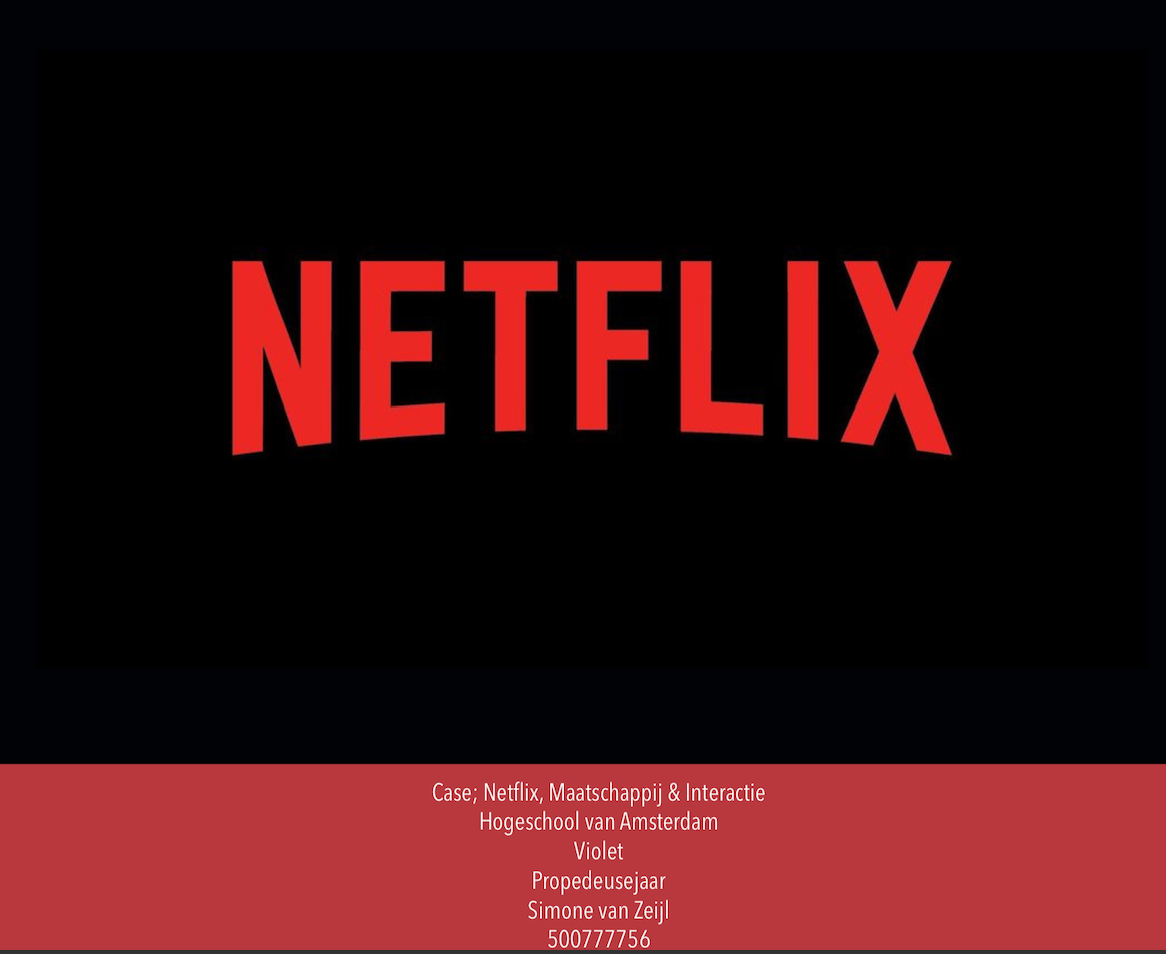 NETFLIX
Case; Netflix, Maatschappij & Interactie
Hogeschool van Amsterdam
Violet
Propedeusejaar
Simone van Zeijl
500777756